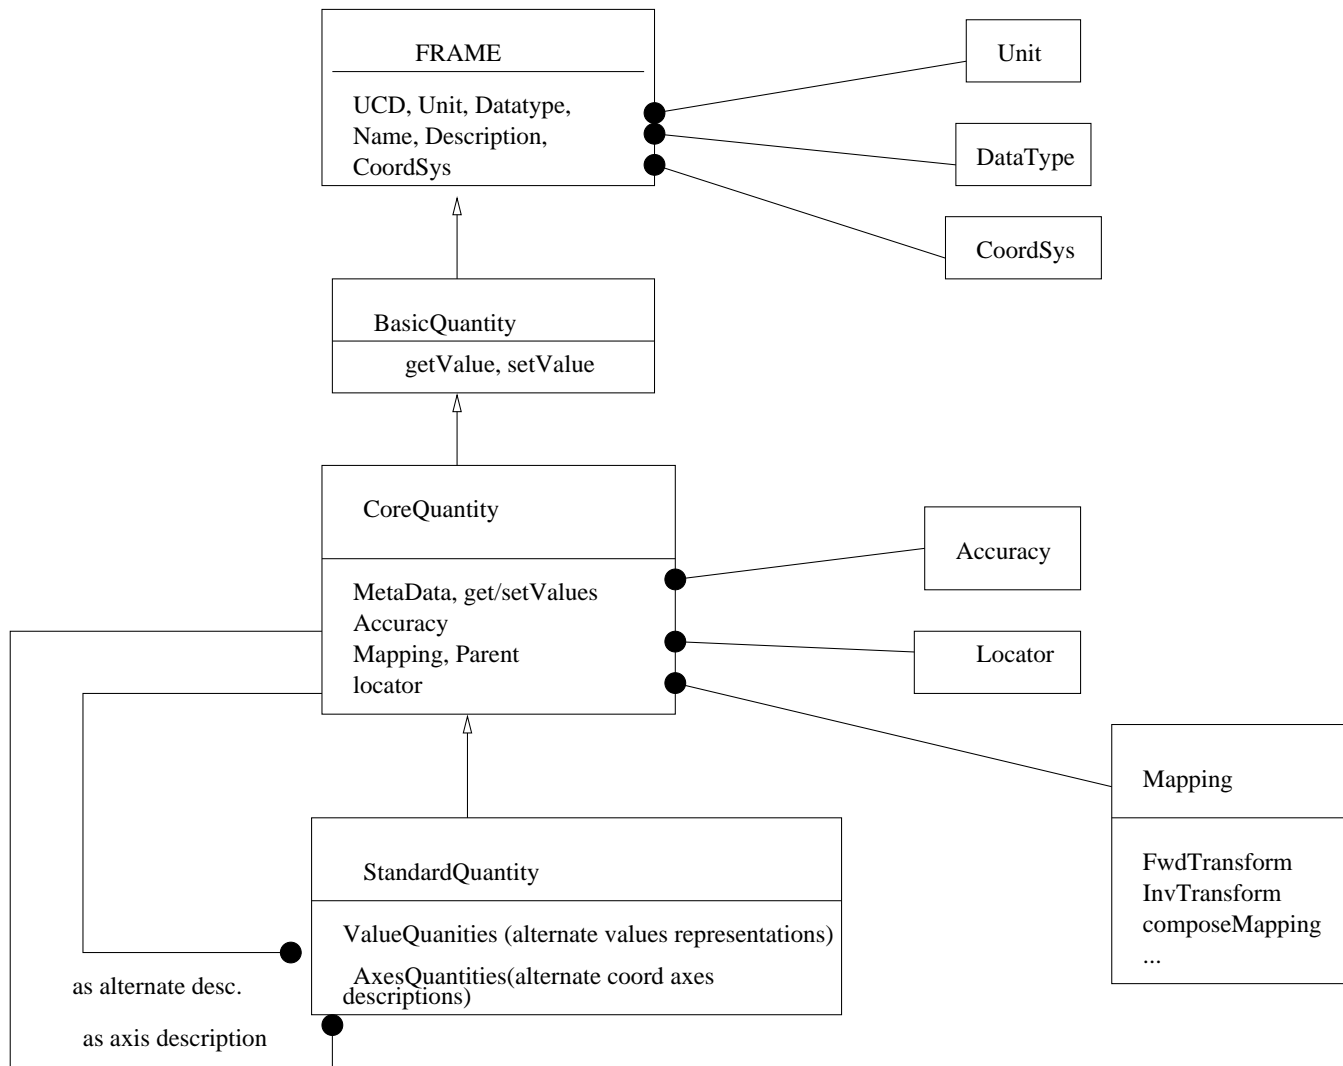 FRAME
UCD, Unit, Datatype,
Name, Description,
CoordSys
Unit
DataType
CoordSys
BasicQuantity
getValue, setValue
CoreQuantity
MetaData, get/setValues
Accuracy
Mapping, Parent
locator
Accuracy
Locator
Mapping
FwdTransform
InvTransform
composeMapping
...
StandardQuantity
ValueQuanities (alternate values representations)
AxesQuantities(alternate coord axes
descriptions)
as alternate desc.
as axis description